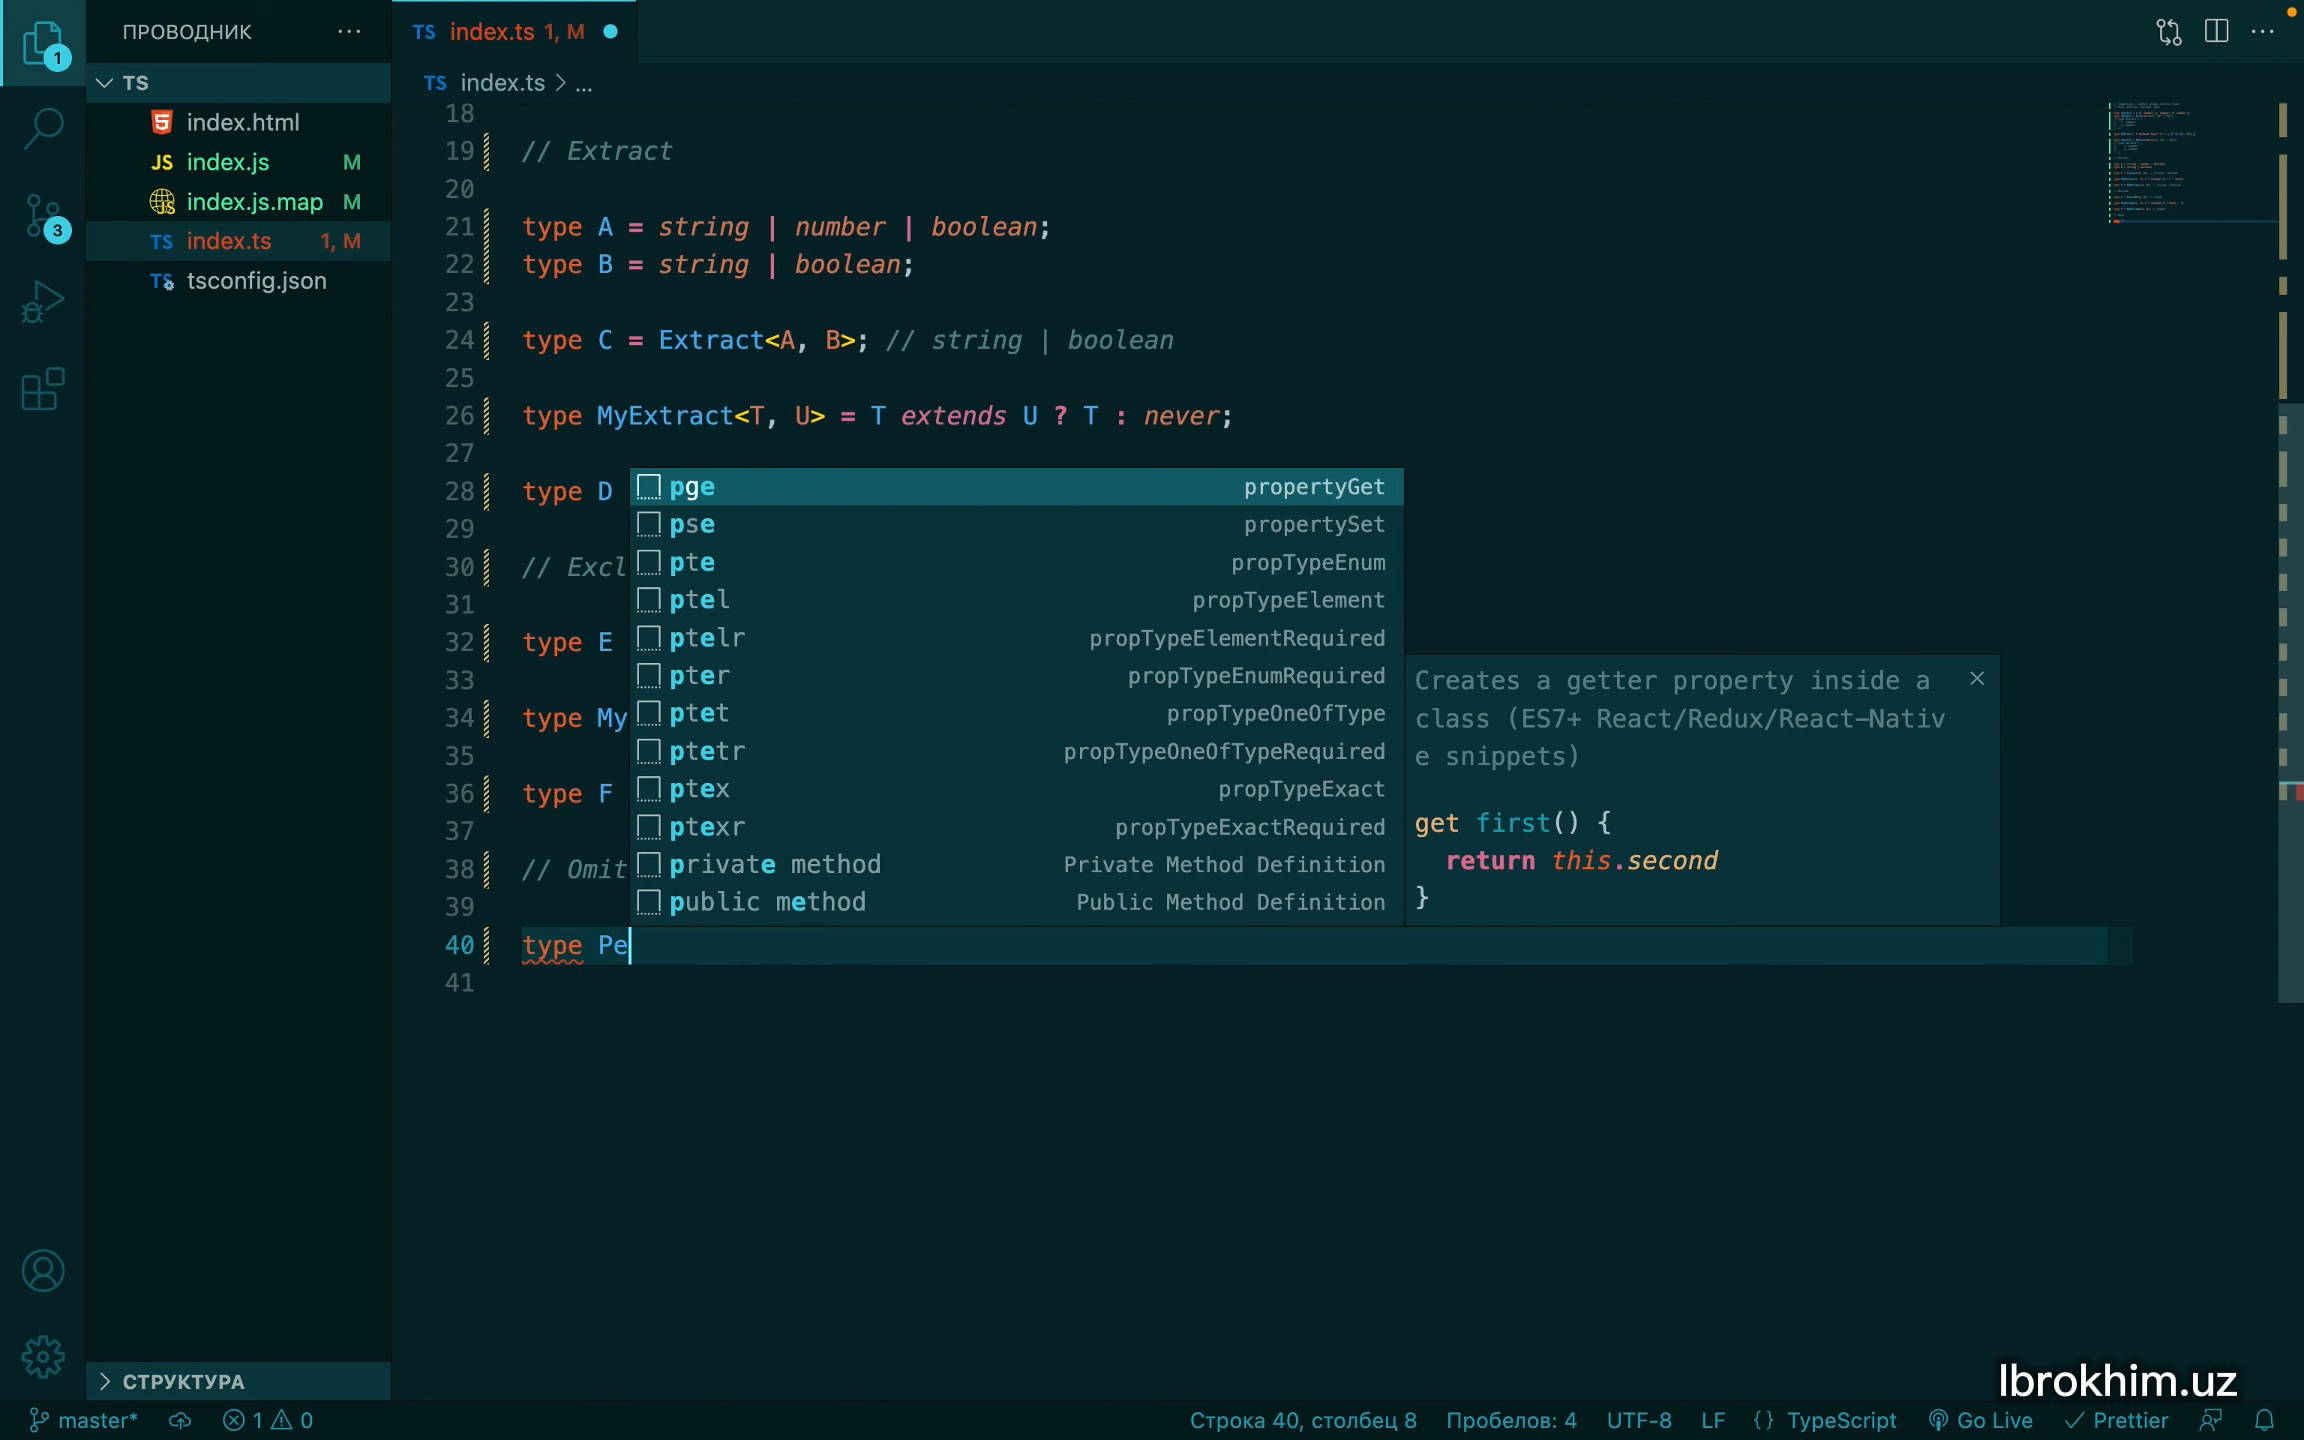 ПРОВОДНИК
1
TS
index.html
JS index.js M
index.js.map M
TS index.ts 1, M
TS tsconfig.json
3
TS index.ts 1, M
TS index.ts > ...
18
19 // Extract
20
21 type A = string | number | boolean;
22 type B = string | boolean;
23
24 type C = Extract<A, B>; // string | boolean
25
26 type MyExtract<T, U> = T extends U ? T : never;
27
28 type D
29
30 // Excl
31
32 type E
33
34 type My
35
36 type F
37
38 // Omit
39
40 type Pe
41
pge propertyGet
pse propertySet
pte propTypeEnum
ptel propTypeElement
ptelr propTypeElementRequired
pter propTypeEnumRequired
ptet propTypeOneOfType
ptetr propTypeOneOfTypeRequired
ptex propTypeExact
ptexr propTypeExactRequired
private method Private Method Definition
public method Public Method Definition
Creates a getter property inside a
class (ES7+ React/Redux/React-Nativ
e snippets)
get first() {
return this.second
}
СТРУКТУРА
Ibrokhim.uz
master* 1 0
Строка 40, столбец 8 Пробелов: 4 UTF-8 LF {} TypeScript Go Live Prettier